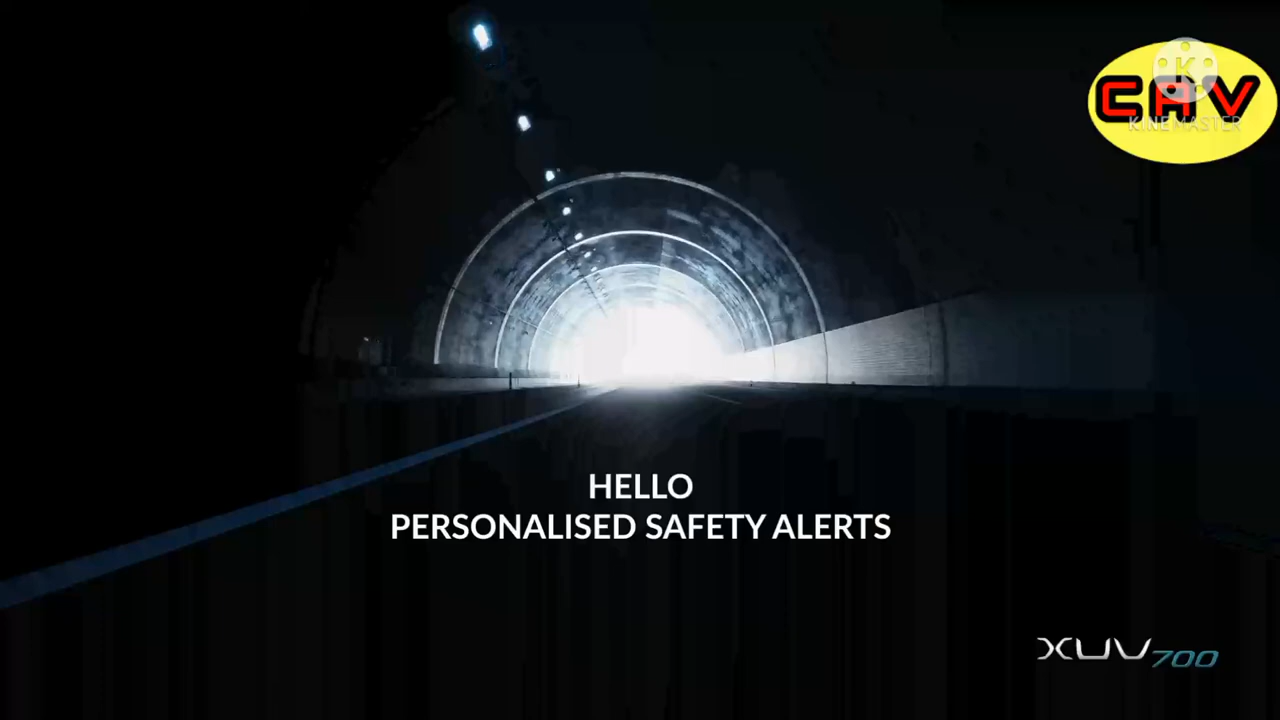 CAV
K
KINEMASTER
HELLO
PERSONALISED SAFETY ALERTS
XUV700